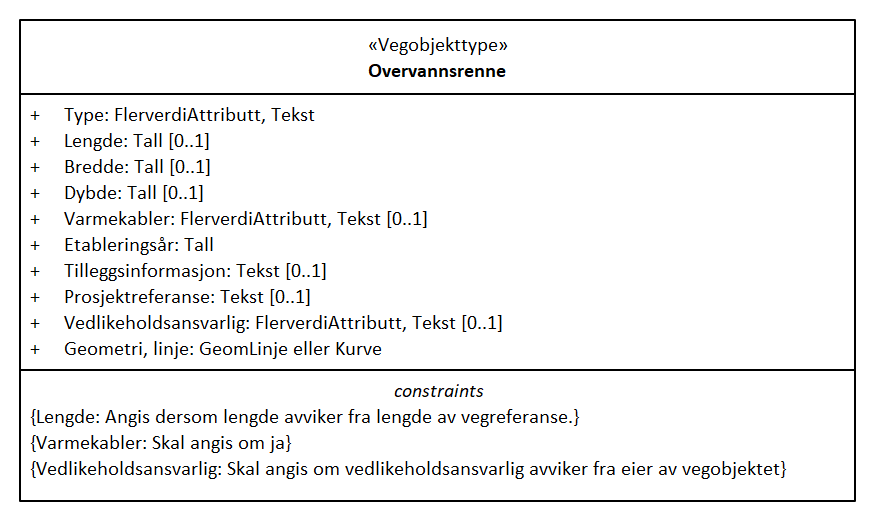 «Vegobjekttype»
Overvannsrenne
+ Type: FlerverdiAttributt, Tekst
+ Lengde: Tall [0..1]
+ Bredde: Tall [0..1]
+ Dybde: Tall [0..1]
+ Varmekabler: FlerverdiAttributt, Tekst [0..1]
+ Etableringsår: Tall
+ Tilleggsinformasjon: Tekst [0..1]
+ Prosjektreferanse: Tekst [0..1]
+ Vedlikeholdsansvarlig: FlerverdiAttributt, Tekst [0..1]
+ Geometri, linje: GeomLinje eller Kurve
constraints
{Lengde: Angis dersom lengde avviker fra lengde av vegreferanse.}
{Varmekabler: Skal angis om ja}
{Vedlikeholdsansvarlig: Skal angis om vedlikeholdsansvarlig avviker fra eier av vegobjektet}